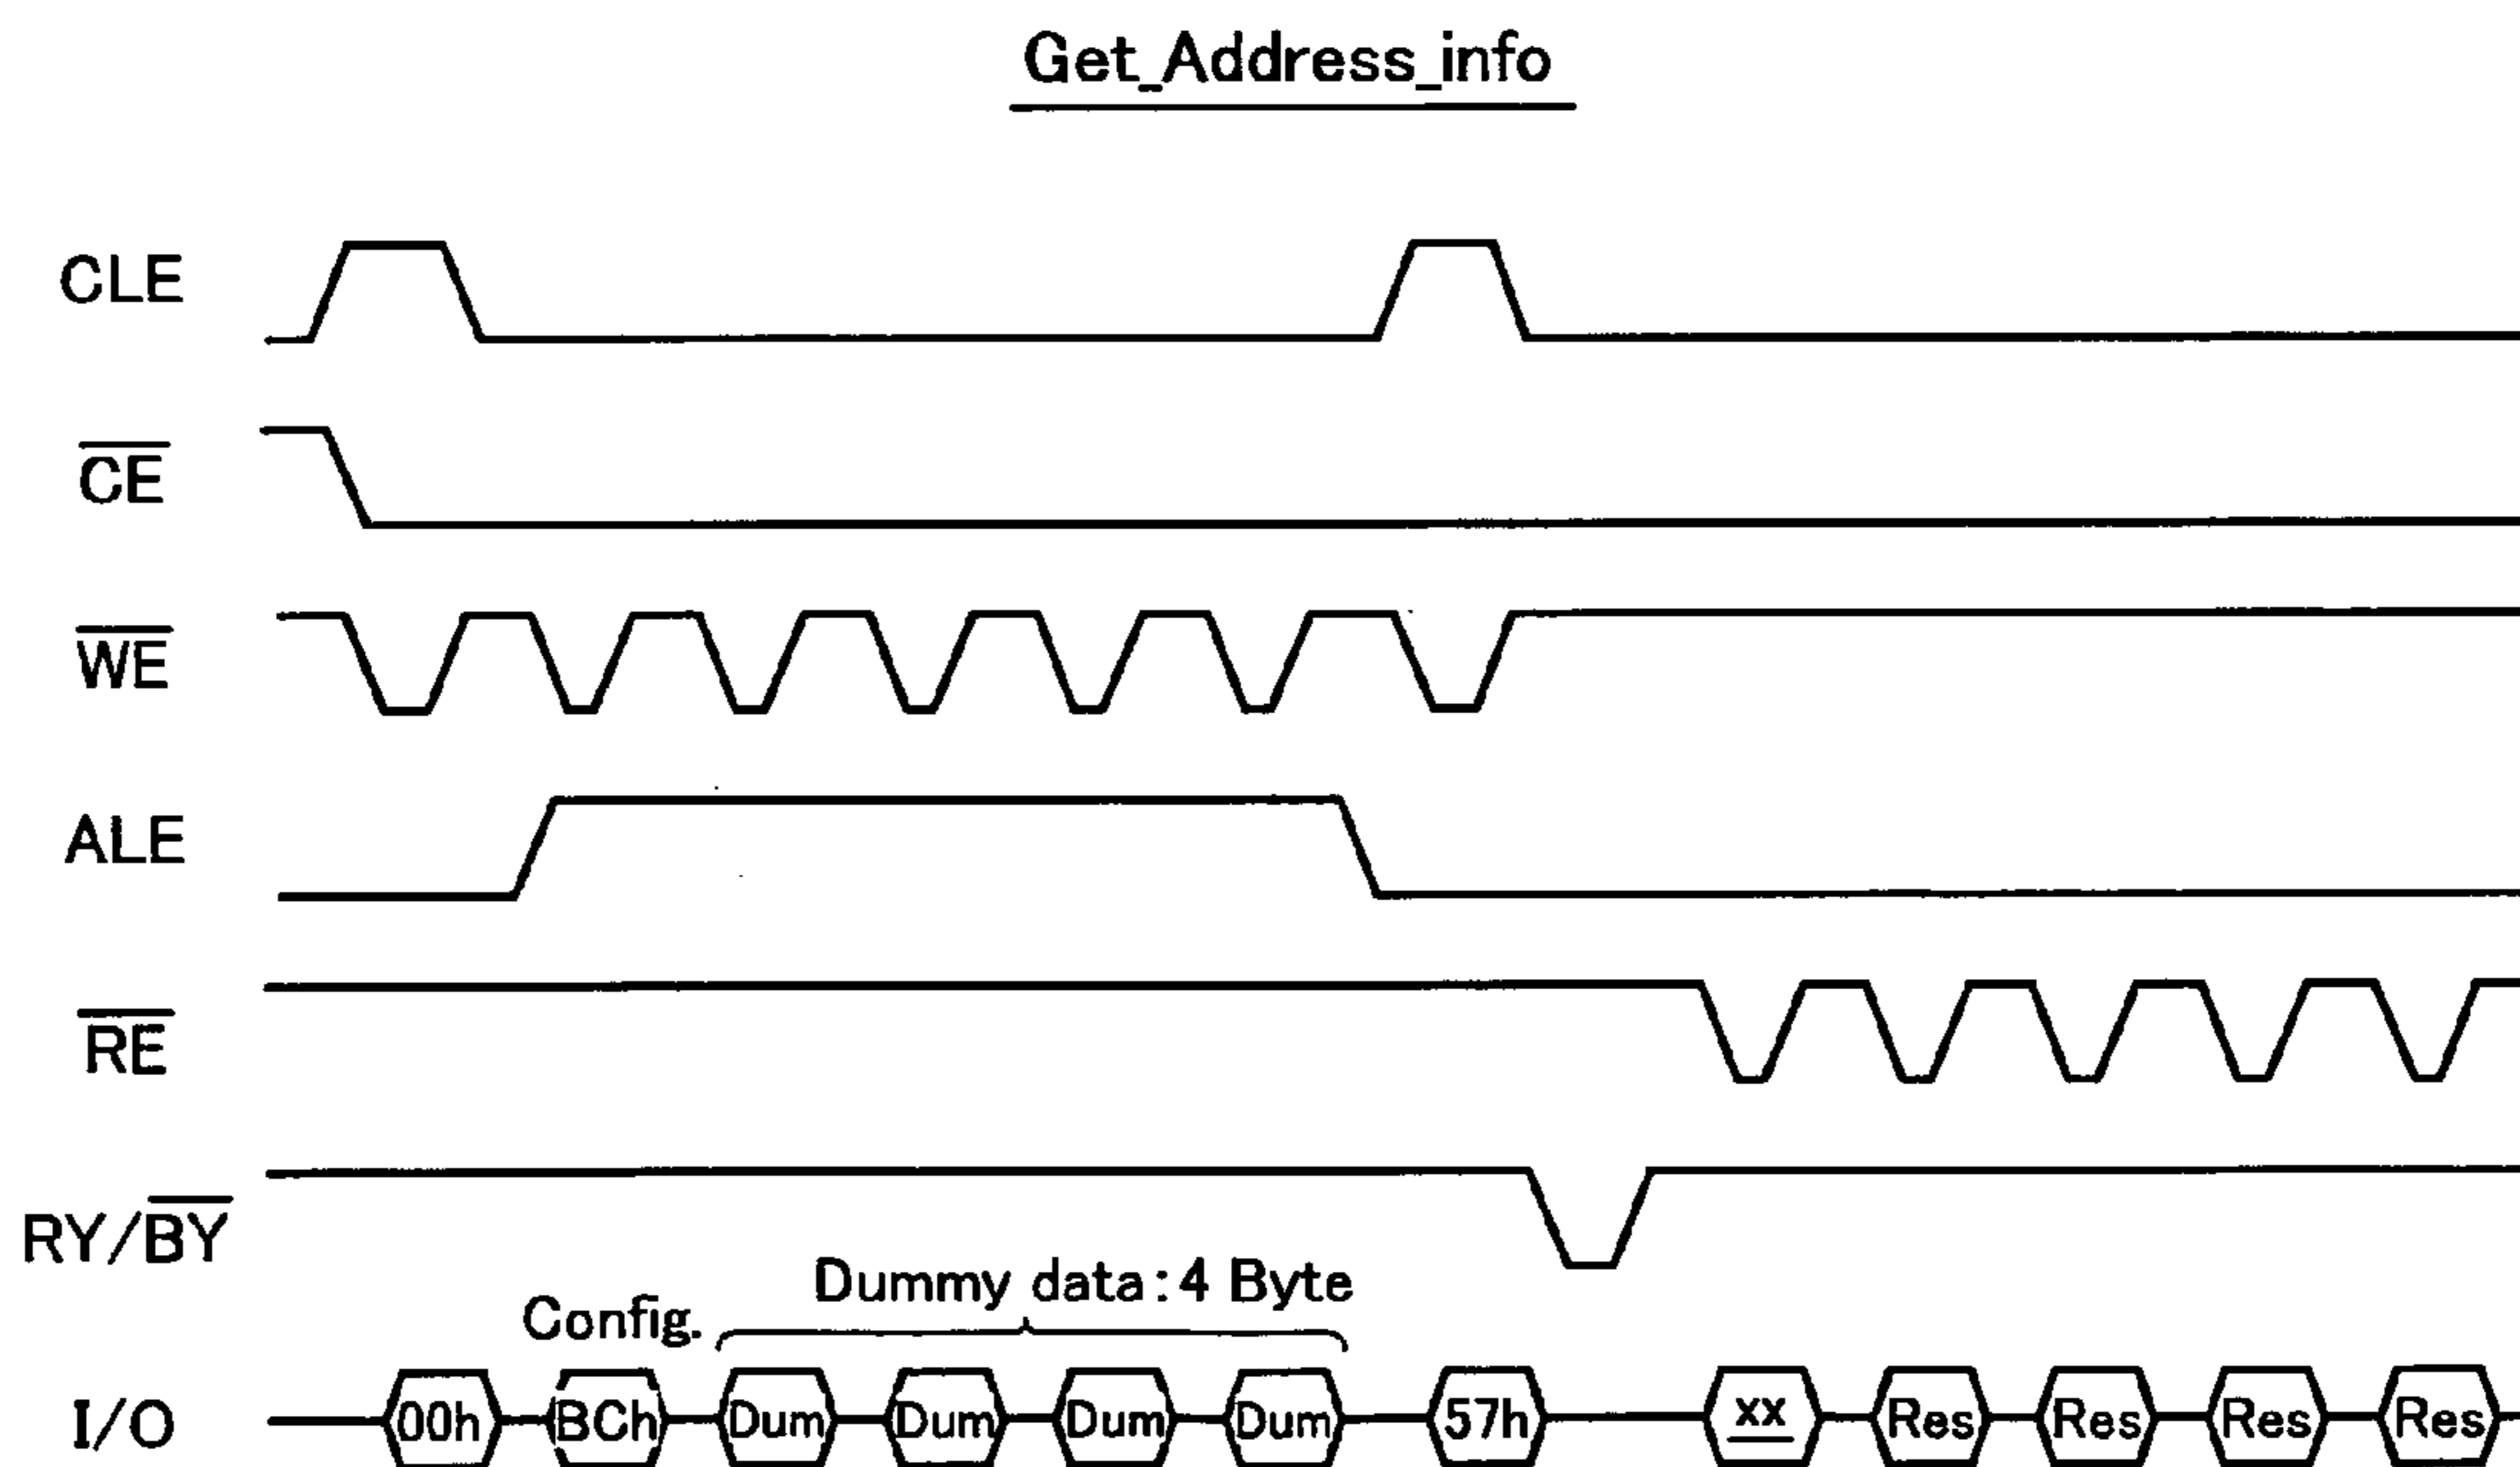 Get_Address_info
CLE
CE
WE
ALE
RE
RY/BY
Dummy data:4 Byte
Config.
I/O 00h BCh Dum Dum Dum Dum 57h xx Res Res Res Res